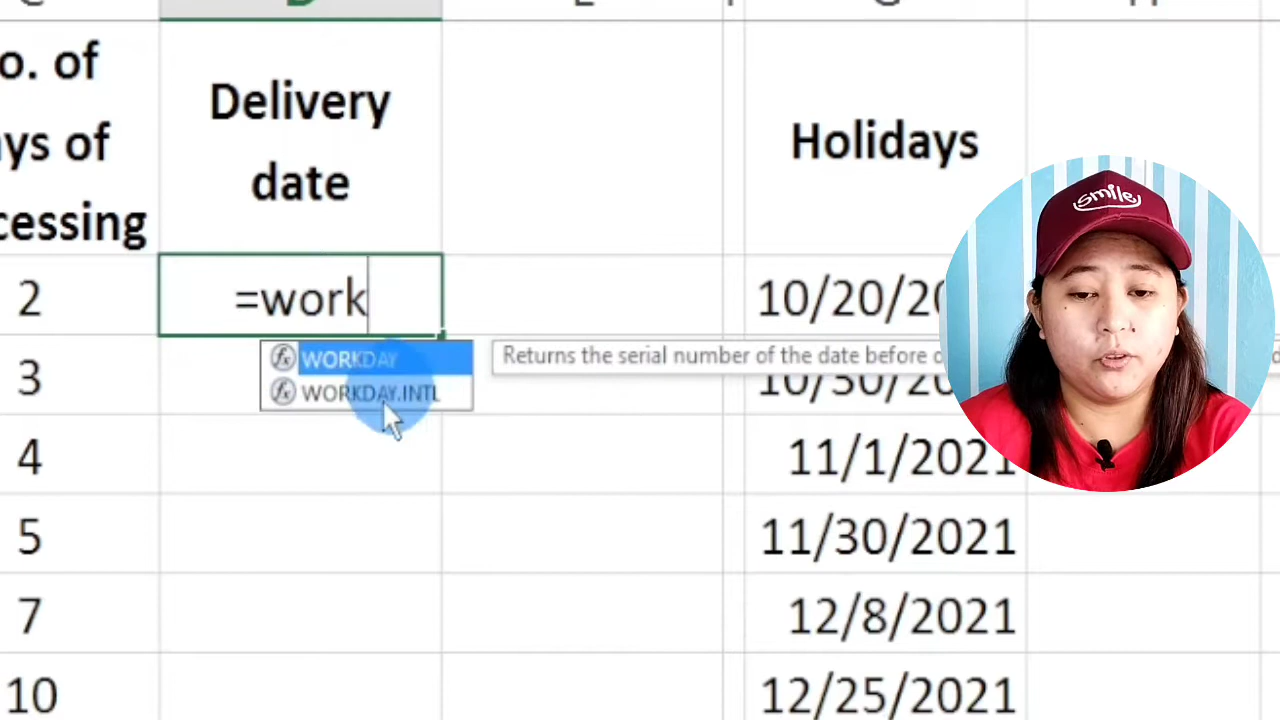 D
G
o. of
ays of
cessing
Delivery
date
Holidays
smile
2
=work
10/20/20
WORKDAY
Returns the serial number of the date before o
WORKDAY.INTL
3
10/30/20
4
11/1/2021
5
11/30/2021
7
12/8/2021
10
12/25/2021